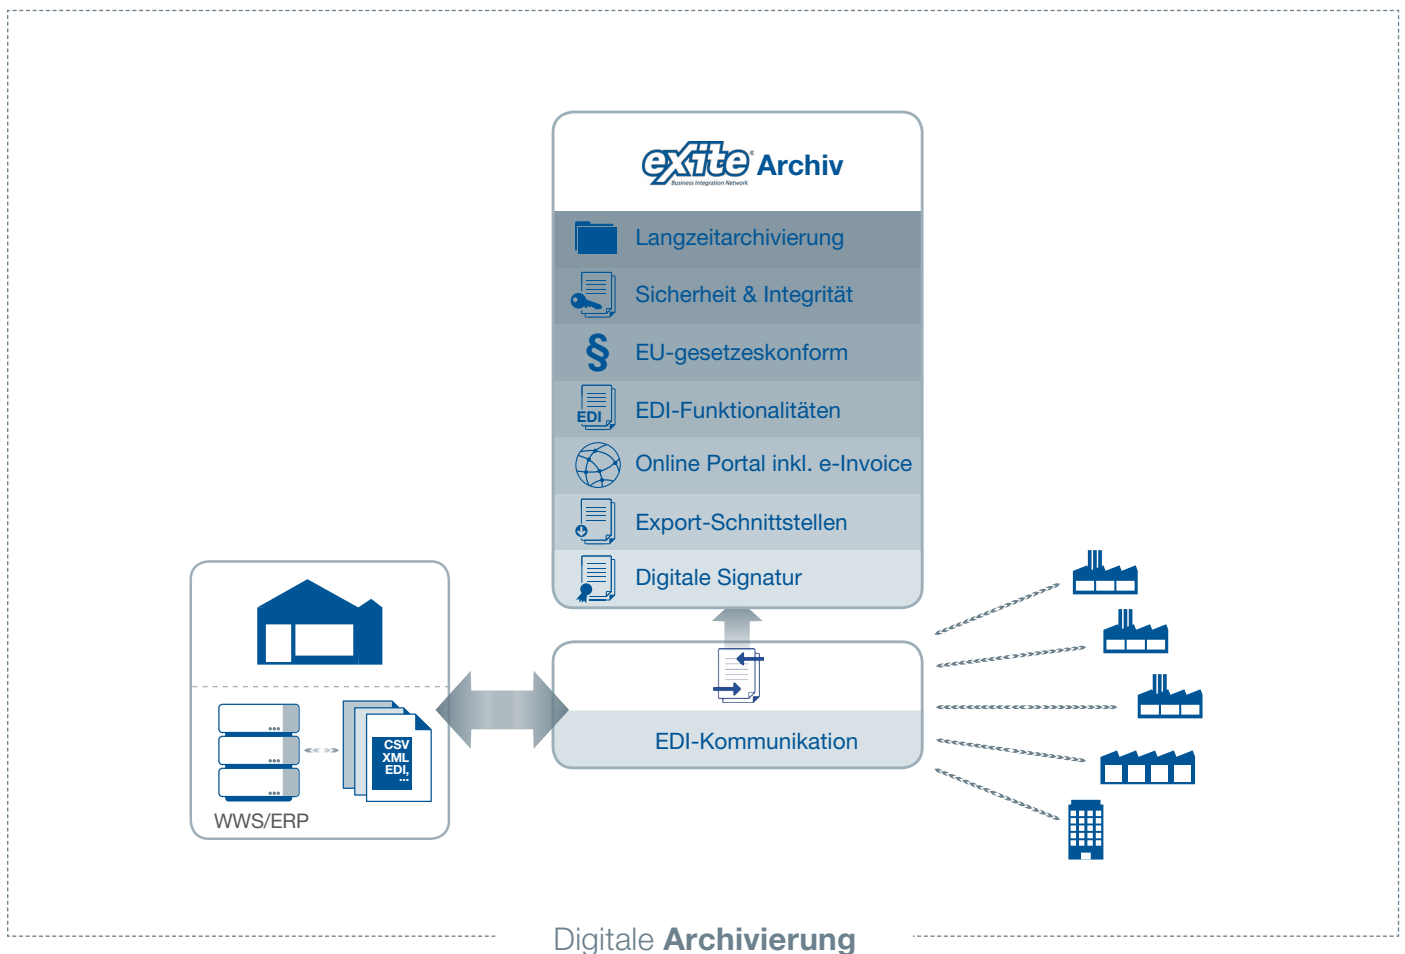 exite® Archiv
Business Integration Network
Langzeitarchivierung
Sicherheit & Integrität
§ EU-gesetzeskonform
EDI EDI-Funktionalitäten
Online Portal inkl. e-Invoice
Export-Schnittstellen
Digitale Signatur
EDI-Kommunikation
CSV
XML
EDI,
...
WWS/ERP
Digitale Archivierung